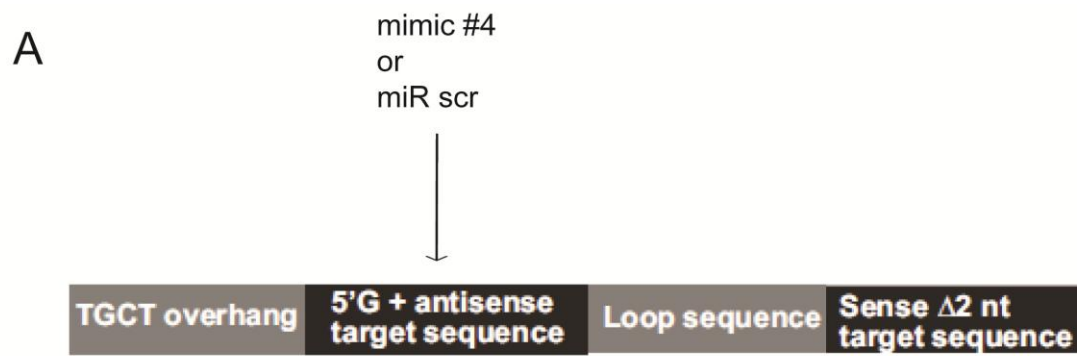 A
mimic #4
or
miR scr
TGCT overhang
5'G + antisense
target sequence
Loop sequence
Sense Δ2 nt
target sequence